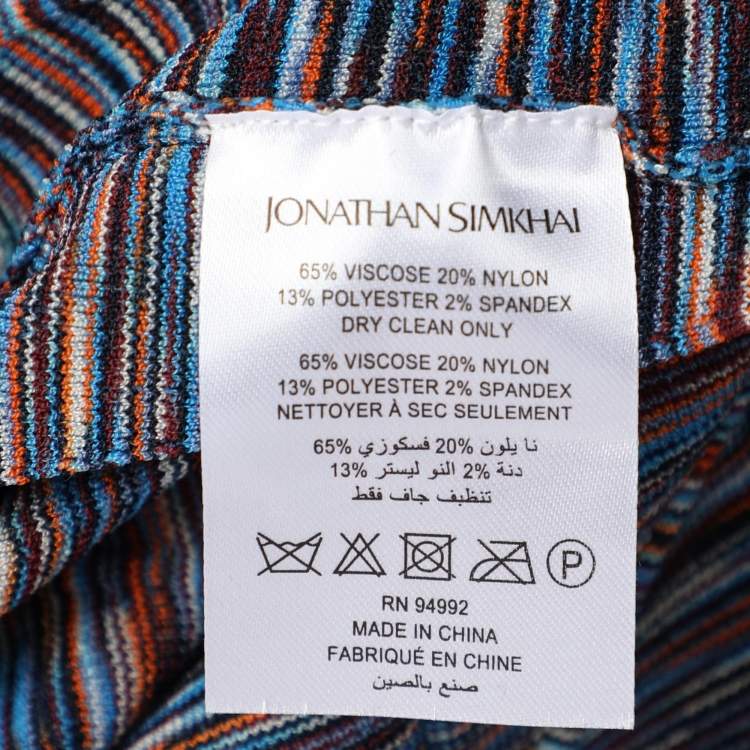 JONATHAN SIMKHAI
65% VISCOSE 20% NYLON
13% POLYESTER 2% SPANDEX
DRY CLEAN ONLY
65% VISCOSE 20% NYLON
13% POLYESTER 2% SPANDEX
NETTOYER À SEC SEULEMENT
65% فسكوزي 20% نا يلون
13% النو ليستر 2% دنة
تنظيف جاف فقط
P
RN 94992
MADE IN CHINA
FABRIQUÉ EN CHINE
صنع بالصين